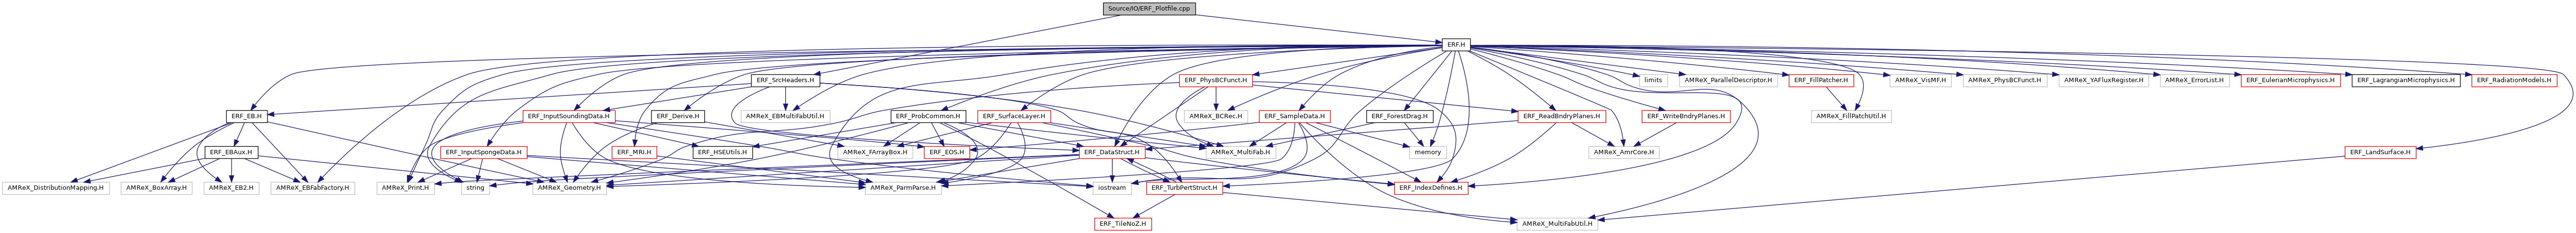 Source/IO/ERF_Plotfile.cpp
ERF.H
ERF_SrcHeaders.H
ERF_PhysBCFunct.H
limits
AMReX_ParallelDescriptor.H
ERF_FillPatcher.H
AMReX_VisMF.H
AMReX_PhysBCFunct.H
AMReX_YAFluxRegister.H
AMReX_ErrorList.H
ERF_EulerianMicrophysics.H
ERF_LagrangianMicrophysics.H
ERF_RadiationModels.H
ERF_EB.H
ERF_InputSoundingData.H
ERF_Derive.H
AMReX_EBMultiFabUtil.H
ERF_ProbCommon.H
ERF_SurfaceLayer.H
AMReX_BCRec.H
ERF_SampleData.H
ERF_ForestDrag.H
ERF_ReadBndryPlanes.H
ERF_WriteBndryPlanes.H
AMReX_FillPatchUtil.H
ERF_EBAux.H
ERF_InputSpongeData.H
ERF_MRI.H
ERF_HSEUtils.H
AMReX_FArrayBox.H
ERF_EOS.H
ERF_DataStruct.H
AMReX_MultiFab.H
memory
AMReX_AmrCore.H
ERF_LandSurface.H
AMReX_DistributionMapping.H
AMReX_BoxArray.H
AMReX_EB2.H
AMReX_EBFabFactory.H
AMReX_Print.H
string
AMReX_Geometry.H
AMReX_ParmParse.H
iostream
ERF_TurbPertStruct.H
ERF_IndexDefines.H
ERF_TileNoZ.H
AMReX_MultiFabUtil.H